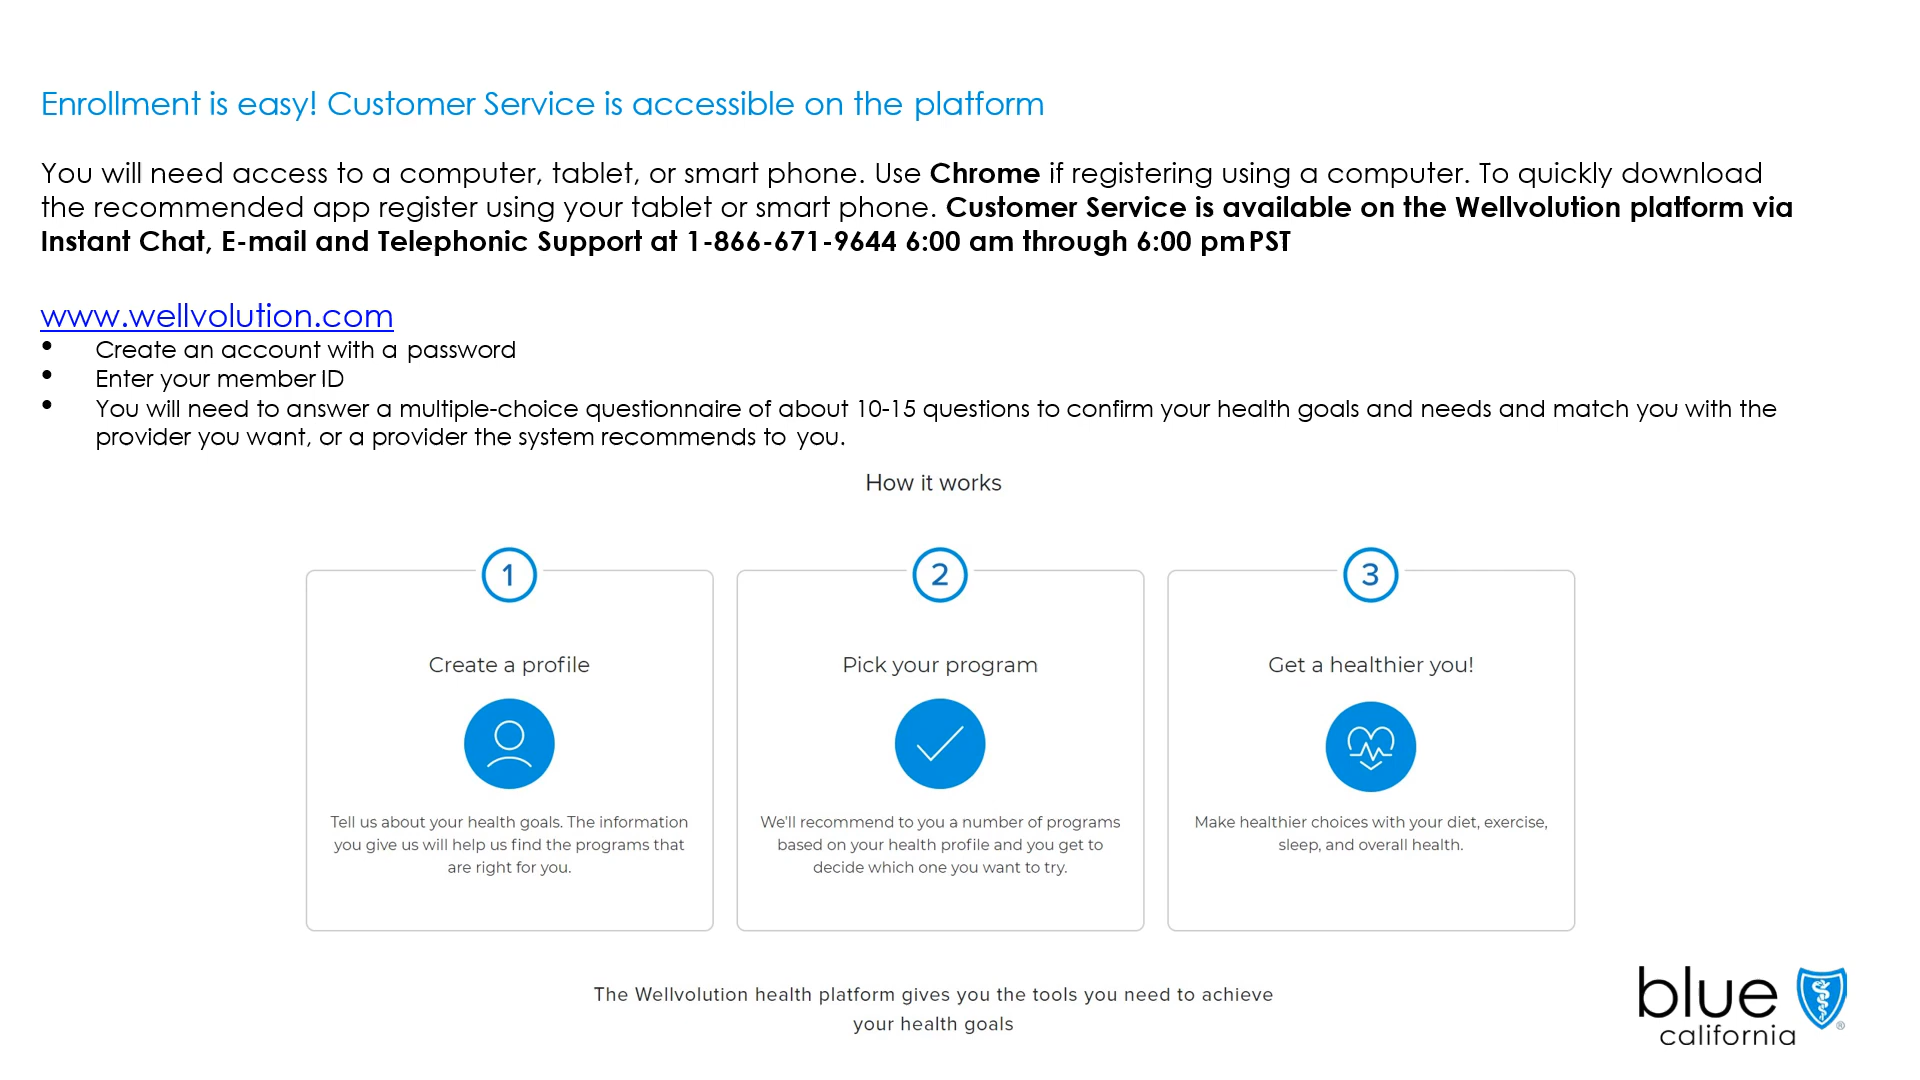 Enrollment is easy! Customer Service is accessible on the platform
You will need access to a computer, tablet, or smart phone. Use Chrome if registering using a computer. To quickly download
the recommended app register using your tablet or smart phone. Customer Service is available on the Wellvolution platform via
Instant Chat, E-mail and Telephonic Support at 1-866-671-9644 6:00 am through 6:00 pm PST
www.wellvolution.com
• Create an account with a password
• Enter your member ID
• You will need to answer a multiple-choice questionnaire of about 10-15 questions to confirm your health goals and needs and match you with the
provider you want, or a provider the system recommends to you.
How it works
1
Create a profile
Tell us about your health goals. The information
you give us will help us find the programs that
are right for you.
2
Pick your program
We'll recommend to you a number of programs
based on your health profile and you get to
decide which one you want to try.
3
Get a healthier you!
Make healthier choices with your diet, exercise,
sleep, and overall health.
The Wellvolution health platform gives you the tools you need to achieve
your health goals
blue
california
®